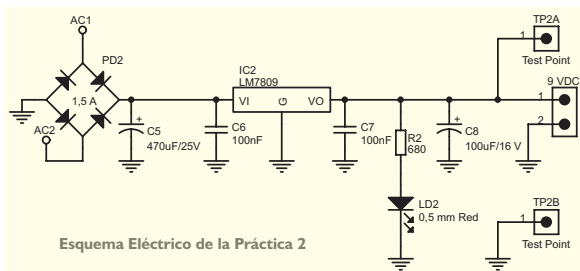 AC1
PD2
1,5 A
AC2
C5
470uF/25V
C6
100nF
IC2
LM7809
VI
G
VO
C7
100nF
R2
680
C8
100uF/16 V
LD2
0,5 mm Red
TP2A
1
Test Point
9 VDC
1
2
TP2B
1
Test Point
+
+
Esquema Eléctrico de la Práctica 2